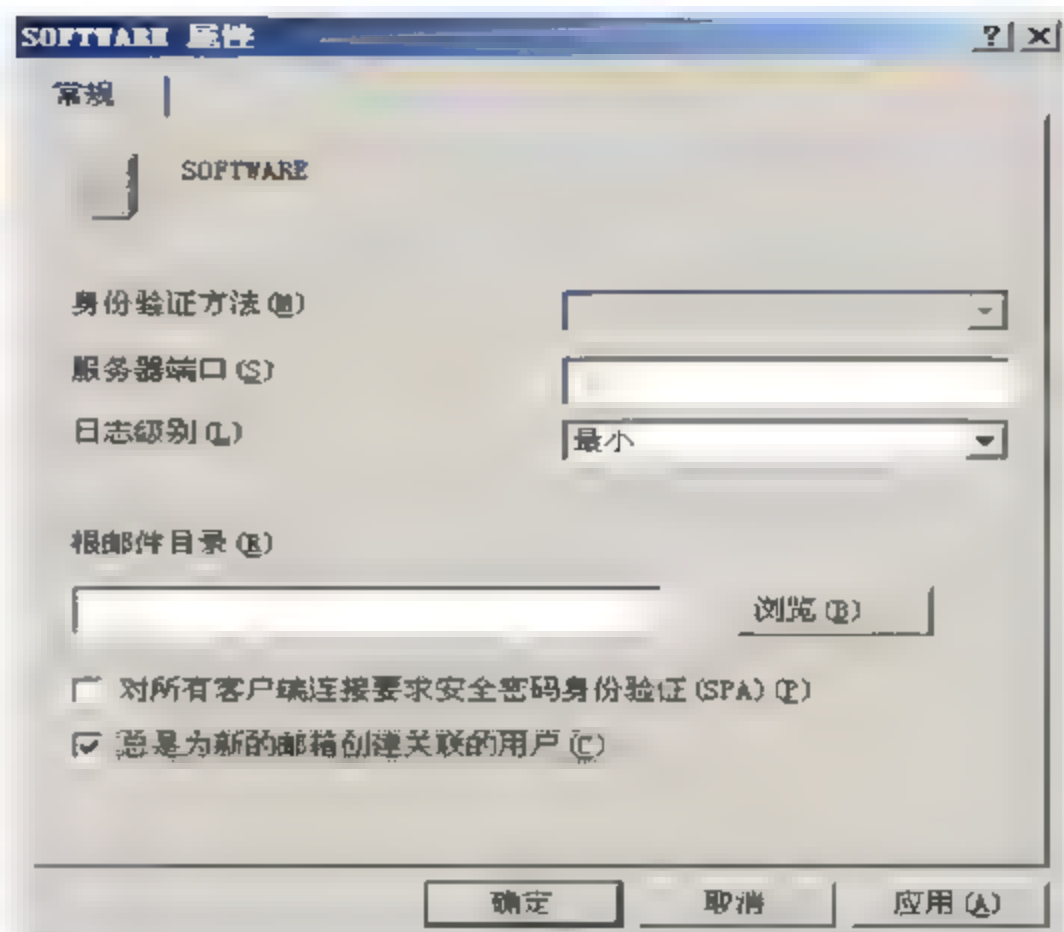 SOFTWARE 属性
常规
SOFTWARE
身份验证方法(M)
服务器端口(S)
日志级别(L)
最小
根邮件目录(R)
浏览(B)
对所有客户端连接要求安全密码身份验证(SPA)(P)
总是为新的邮箱创建关联的用户(C)
确定 取消 应用(A)